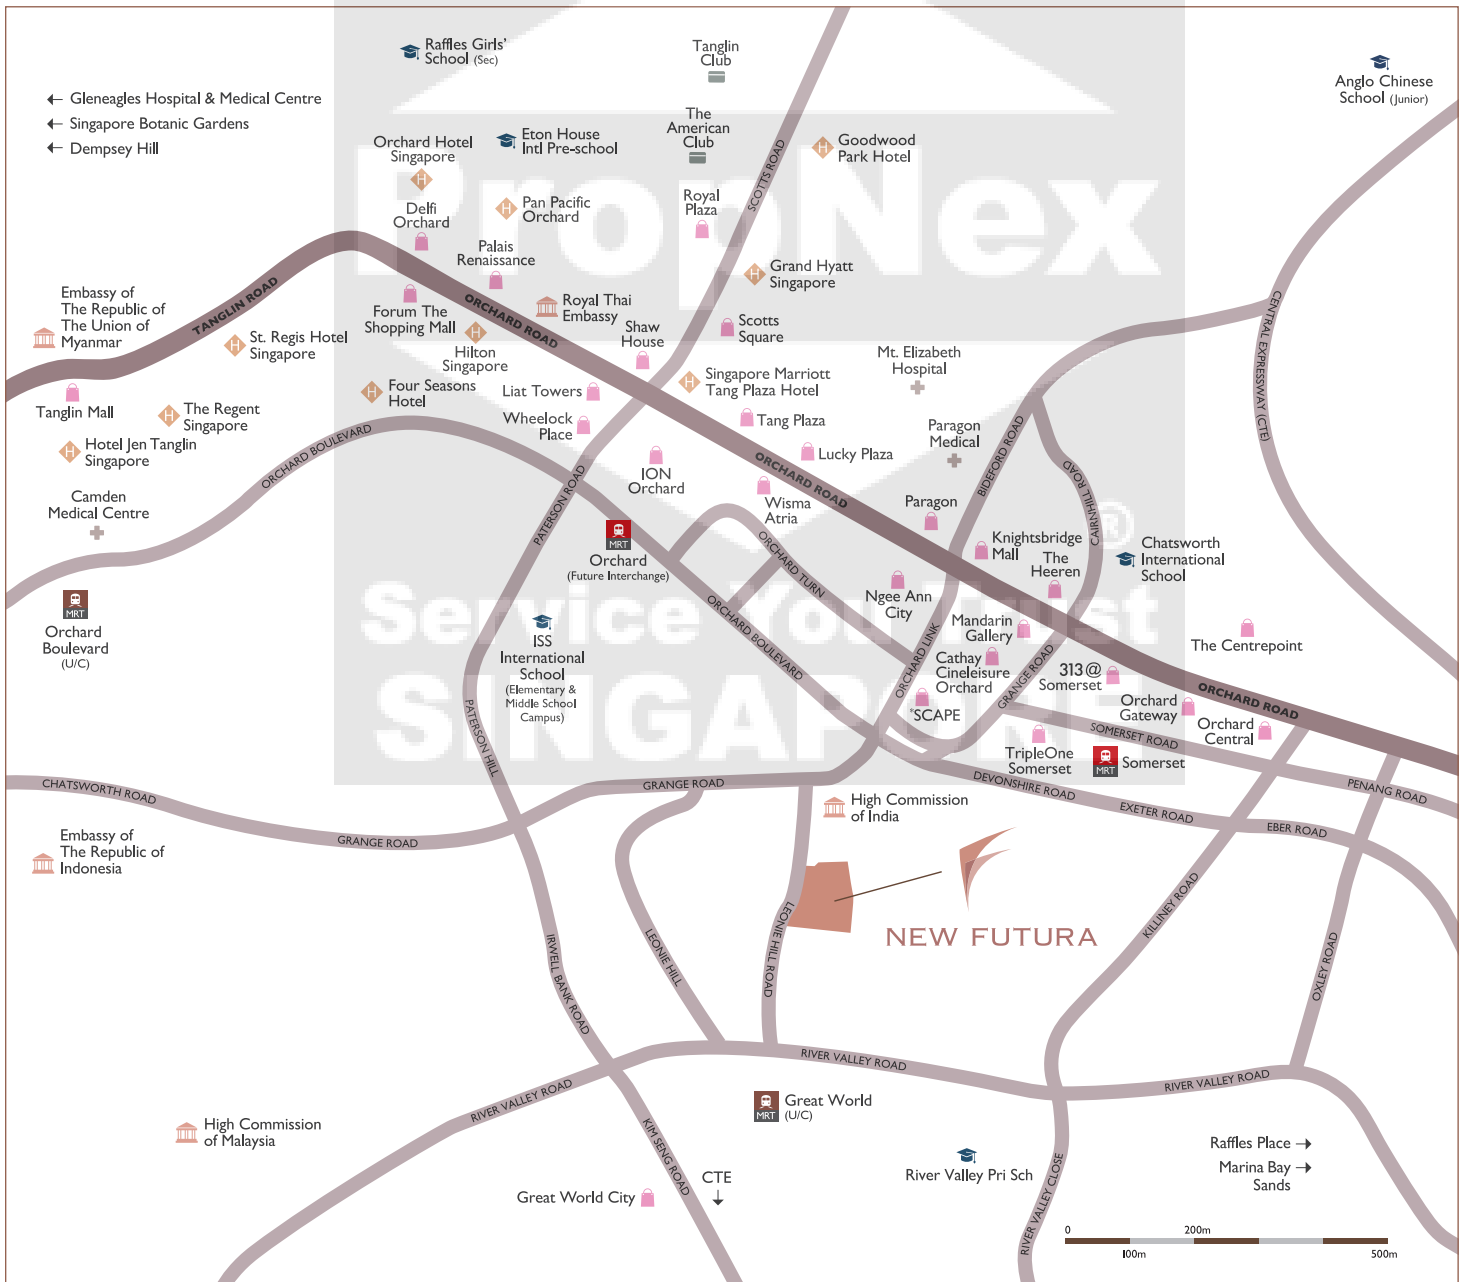 Raffles Girls'
School (Sec)
Tanglin
Club
Anglo Chinese
School (Junior)
← Gleneagles Hospital & Medical Centre
← Singapore Botanic Gardens
← Dempsey Hill
The
American
Club
Orchard Hotel
Singapore
Eton House
Intl Pre-school
Goodwood
Park Hotel
PropNex
SCOTTS ROAD
Delfi
Orchard
Pan Pacific
Orchard
Royal
Plaza
Palais
Renaissance
Grand Hyatt
Singapore
TANGLIN ROAD
Embassy of
The Republic of
The Union of
Myanmar
Forum The
Shopping Mall
ORCHARD ROAD
Royal Thai
Embassy
Shaw
House
Scotts
Square
CENTRAL EXPRESSWAY (CTE)
St. Regis Hotel
Singapore
Hilton
Singapore
Mt. Elizabeth
Hospital
Four Seasons
Hotel
Liat Towers
Singapore Marriott
Tang Plaza Hotel
Tanglin Mall
The Regent
Singapore
Wheelock
Place
Tang Plaza
Paragon
Medical
Hotel Jen Tanglin
Singapore
ORCHARD BOULEVARD
Lucky Plaza
BIDEFORD ROAD
CAIRNHILL ROAD
ION
Orchard
ORCHARD ROAD
Camden
Medical Centre
PATERSON ROAD
Wisma
Atria
Paragon
®
Knightsbridge
Mall
The
Heeren
Chatsworth
International
School
MRT
Orchard
(Future Interchange)
ORCHARD TURN
Ngee Ann
City
Service You Trust
MRT
Orchard
Boulevard
(U/C)
ISS
International
School
(Elementary &
Middle School
Campus)
ORCHARD BOULEVARD
ORCHARD LINK
Mandarin
Gallery
Cathay
Cineleisure
Orchard
GRANGE ROAD
The Centrepoint
313@
Somerset
SINGAPORE
*SCAPE
Orchard
Gateway
ORCHARD ROAD
Orchard
Central
PATERSON HILL
SOMERSET ROAD
TripleOne
Somerset
MRT
Somerset
CHATSWORTH ROAD
GRANGE ROAD
DEVONSHIRE ROAD
PENANG ROAD
High Commission
of India
EXETER ROAD
EBER ROAD
Embassy of
The Republic of
Indonesia
GRANGE ROAD
NEW FUTURA
KILLINEY ROAD
IRWELL BANK ROAD
LEONIE HILL
LEONIE HILL ROAD
OXLEY ROAD
RIVER VALLEY ROAD
RIVER VALLEY ROAD
RIVER VALLEY ROAD
MRT
Great World
(U/C)
High Commission
of Malaysia
KIM SENG ROAD
Raffles Place →
Marina Bay →
Sands
River Valley Pri Sch
RIVER VALLEY CLOSE
CTE
↓
Great World City
0
200m
100m
500m